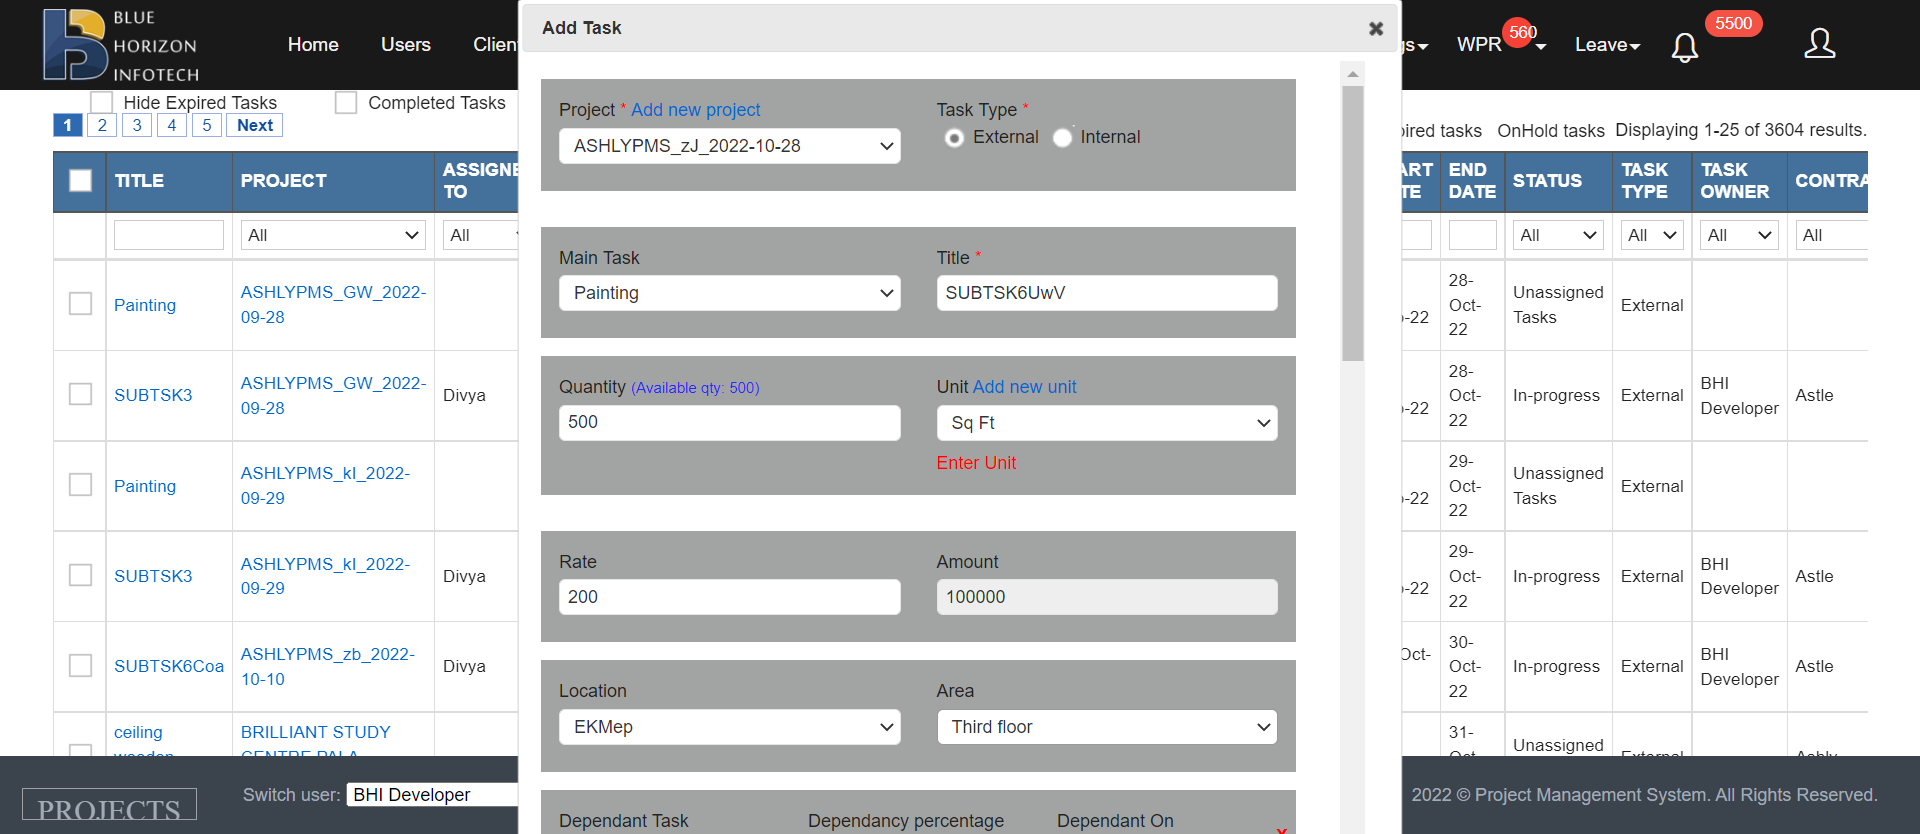 BLUE
HORIZON
INFOTECH
Home
Users
Clien
gs
WPR
560
Leave
5500
Add Task
Hide Expired Tasks
Completed Tasks
1
2
3
4
5
Next
ired tasks
OnHold tasks
Displaying 1-25 of 3604 results.
TITLE
PROJECT
ASSIGNE
TO
ART
TE
END
DATE
STATUS
TASK
TYPE
TASK
OWNER
CONTRA
All
All
All
All
All
All
Painting
ASHLYPMS_GW_2022-
09-28
-22
28-
Oct-
22
Unassigned
Tasks
External
SUBTSK3
ASHLYPMS_GW_2022-
09-28
Divya
-22
28-
Oct-
22
In-progress
External
BHI
Developer
Astle
Painting
ASHLYPMS_kI_2022-
09-29
-22
29-
Oct-
22
Unassigned
Tasks
External
SUBTSK3
ASHLYPMS_kI_2022-
09-29
Divya
-22
29-
Oct-
22
In-progress
External
BHI
Developer
Astle
SUBTSK6Coa
ASHLYPMS_zb_2022-
10-10
Divya
Oct-
30-
Oct-
22
In-progress
External
BHI
Developer
Astle
ceiling
wooden
BRILLIANT STUDY
CENTRE PALA
31-
Oct-
Unassigned
External
Ashly
Project * Add new project
ASHLYPMS_zJ_2022-10-28
Task Type *
External
Internal
Main Task
Painting
Title *
SUBTSK6UwV
Quantity (Available qty: 500)
500
Unit Add new unit
Sq Ft
Enter Unit
Rate
200
Amount
100000
Location
EKMep
Area
Third floor
Dependant Task
Dependancy percentage
Dependant On
X
PROJECTS
Switch user:
BHI Developer
2022 © Project Management System. All Rights Reserved.